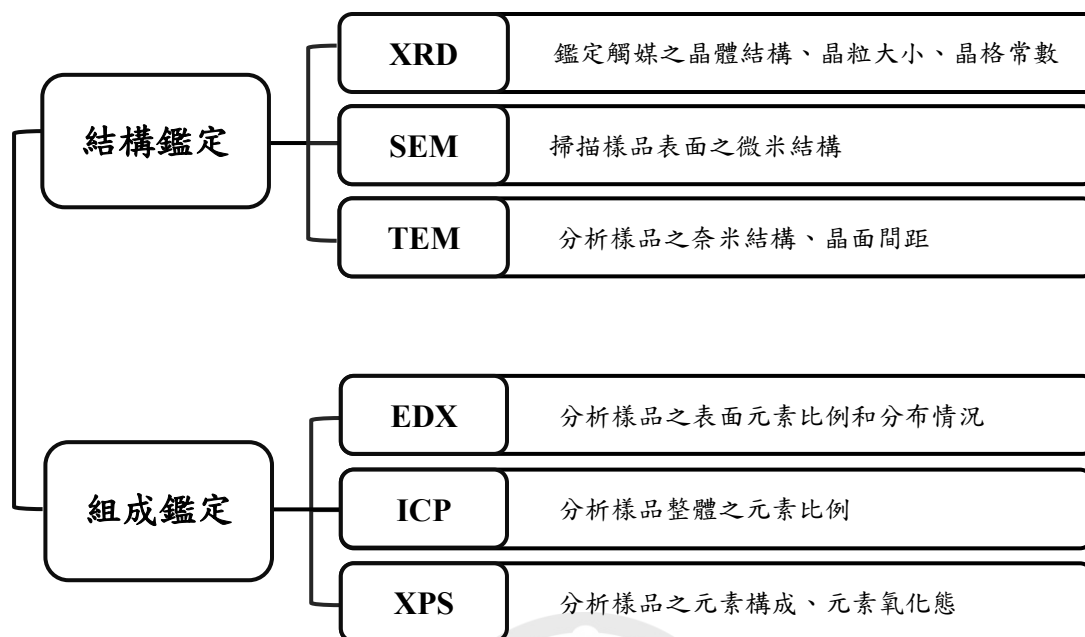 結構鑑定
XRD 鑑定觸媒之晶體結構、晶粒大小、晶格常數
SEM 掃描樣品表面之微米結構
TEM 分析樣品之奈米結構、晶面間距
組成鑑定
EDX 分析樣品之表面元素比例和分布情況
ICP 分析樣品整體之元素比例
XPS 分析樣品之元素構成、元素氧化態